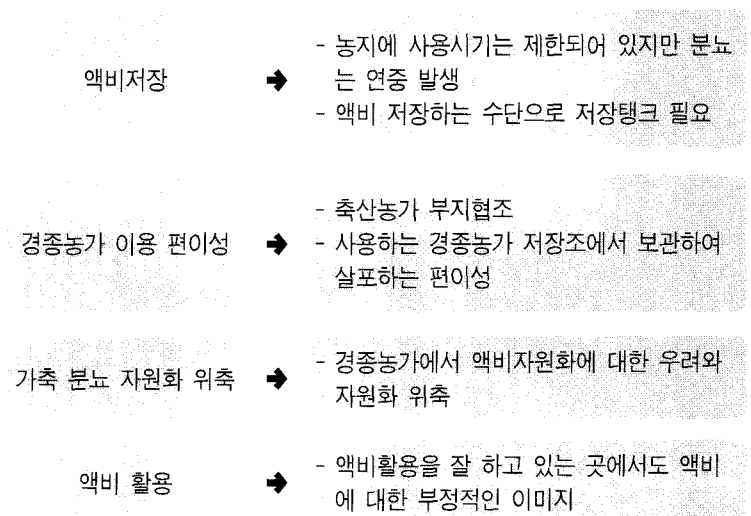 액비저장 ➔
- 농지에 사용시기는 제한되어 있지만 분뇨
는 연중 발생
- 액비 저장하는 수단으로 저장탱크 필요
경종농가 이용 편이성 ➔
- 축산농가 부지협조
- 사용하는 경종농가 저장조에서 보관하여
살포하는 편이성
가축 분뇨 자원화 위축 ➔
- 경종농가에서 액비자원화에 대한 우려와
자원화 위축
액비 활용 ➔
- 액비활용을 잘 하고 있는 곳에서도 액비
에 대한 부정적인 이미지